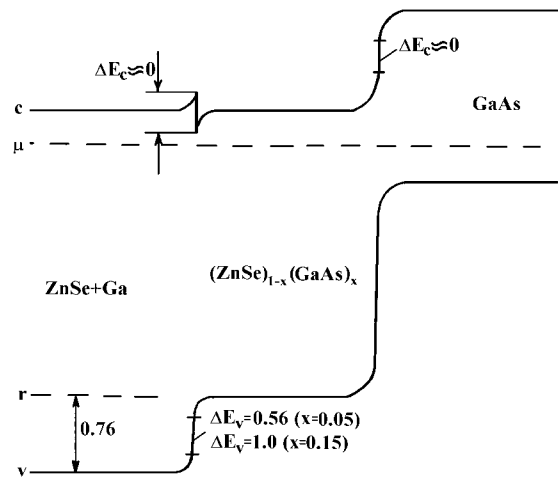 ΔE_c≈0
ΔE_c≈0
c
GaAs
μ
ZnSe+Ga
(ZnSe)_{1-x}(GaAs)_x
r
0.76
ΔE_v=0.56 (x=0.05)
ΔE_v=1.0 (x=0.15)
v